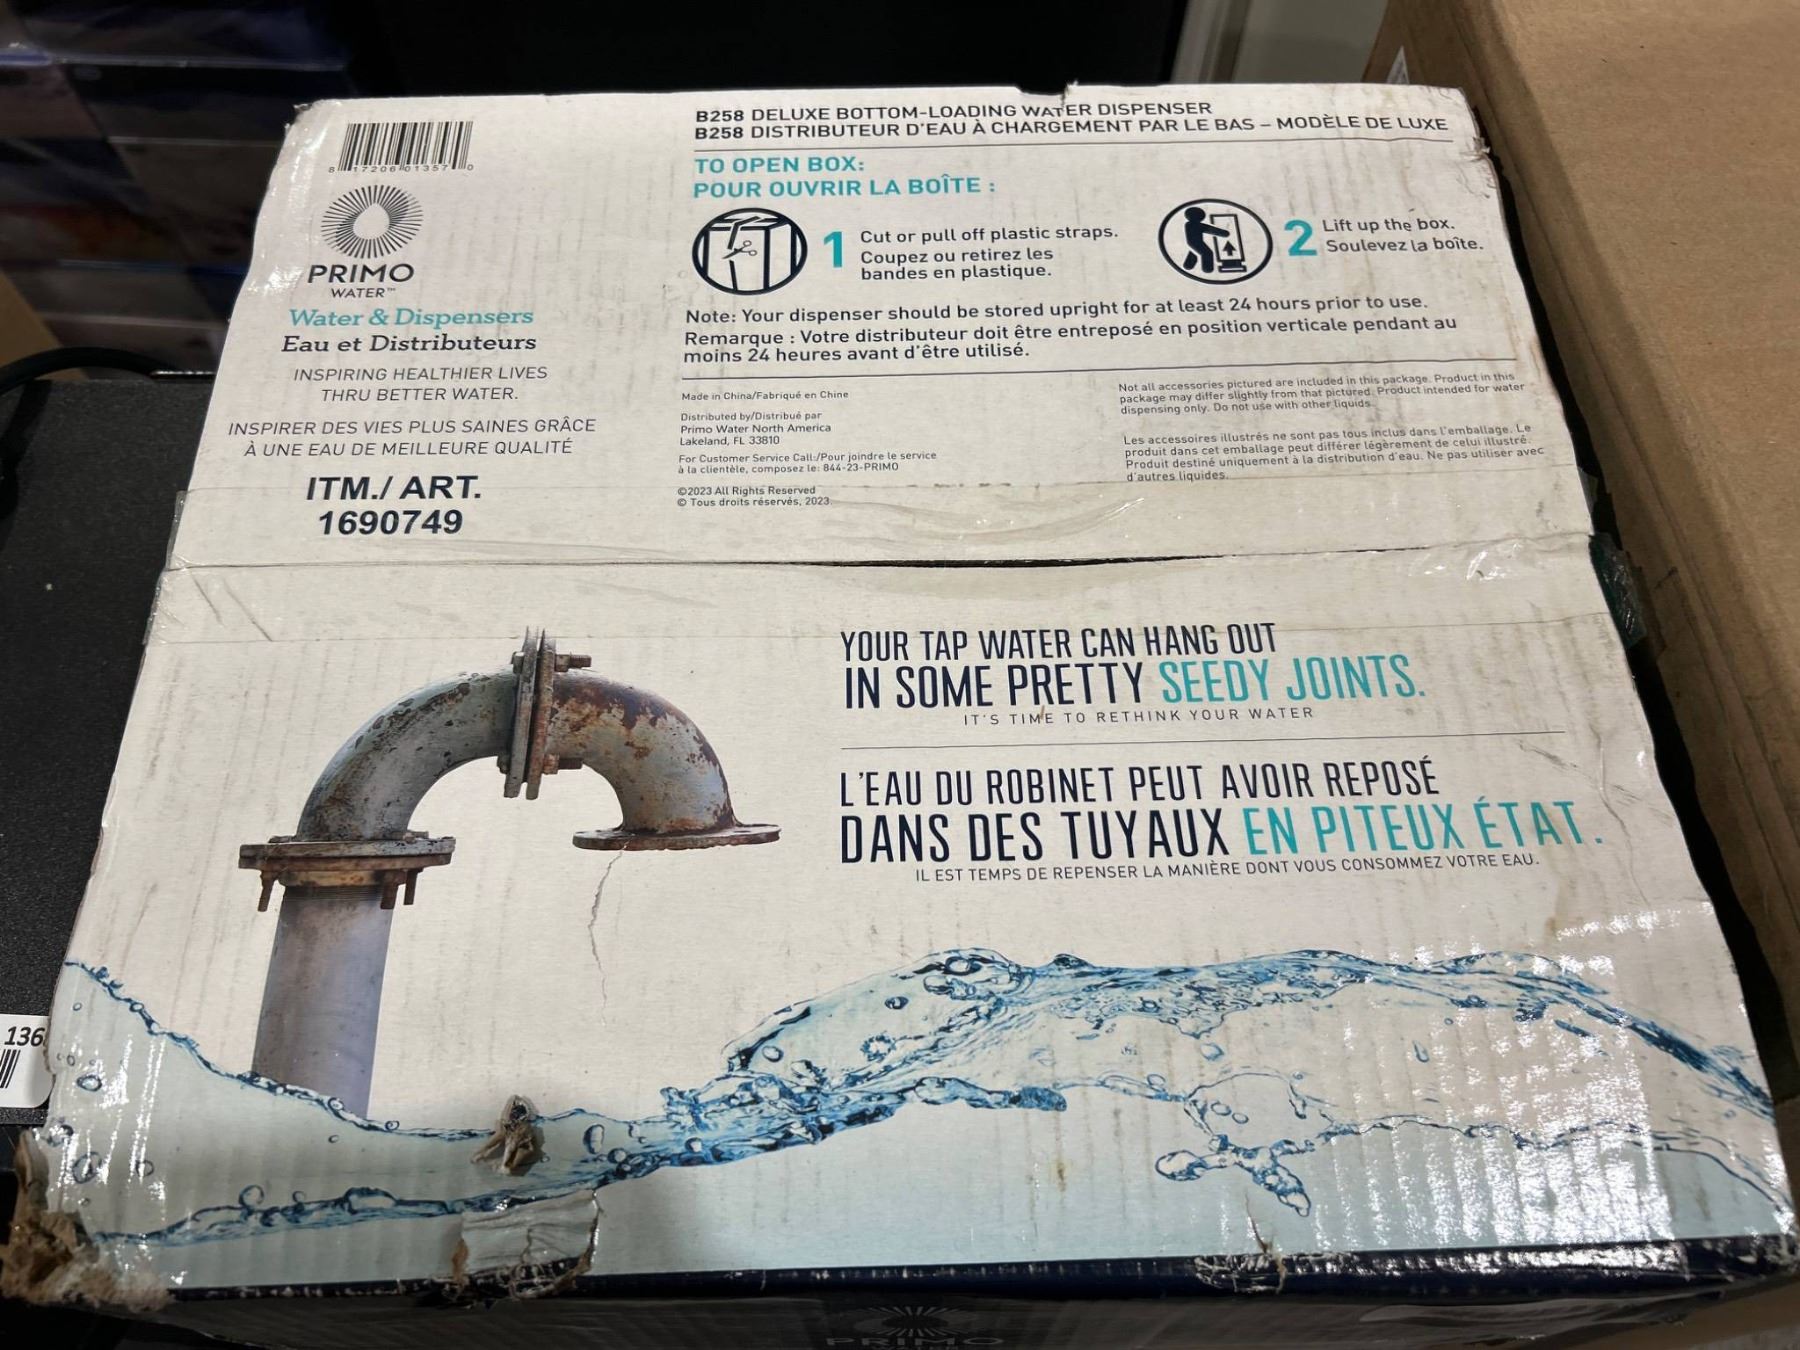 8 17206 01357 0
PRIMO
WATER™
Water & Dispensers
Eau et Distributeurs
INSPIRING HEALTHIER LIVES
THRU BETTER WATER.
INSPIRER DES VIES PLUS SAINES GRÂCE
À UNE EAU DE MEILLEURE QUALITÉ
ITM./ ART.
1690749
B258 DELUXE BOTTOM-LOADING WATER DISPENSER
B258 DISTRIBUTEUR D'EAU À CHARGEMENT PAR LE BAS – MODÈLE DE LUXE
TO OPEN BOX:
POUR OUVRIR LA BOÎTE :
1 Cut or pull off plastic straps.
Coupez ou retirez les
bandes en plastique.
2 Lift up the box.
Soulevez la boîte.
Note: Your dispenser should be stored upright for at least 24 hours prior to use.
Remarque : Votre distributeur doit être entreposé en position verticale pendant au
moins 24 heures avant d'être utilisé.
Made in China/Fabriqué en Chine
Distributed by/Distribué par
Primo Water North America
Lakeland, FL 33810
For Customer Service Call:/Pour joindre le service
à la clientèle, composez le: 844-23-PRIMO
©2023 All Rights Reserved
© Tous droits réservés, 2023.
Not all accessories pictured are included in this package. Product in this
package may differ slightly from that pictured. Product intended for water
dispensing only. Do not use with other liquids.
Les accessoires illustrés ne sont pas tous inclus dans l'emballage. Le
produit dans cet emballage peut différer légèrement de celui illustré.
Produit destiné uniquement à la distribution d'eau. Ne pas utiliser avec
d'autres liquides.
YOUR TAP WATER CAN HANG OUT
IN SOME PRETTY SEEDY JOINTS.
IT'S TIME TO RETHINK YOUR WATER
L'EAU DU ROBINET PEUT AVOIR REPOSÉ
DANS DES TUYAUX EN PITEUX ÉTAT.
IL EST TEMPS DE REPENSER LA MANIÈRE DONT VOUS CONSOMMEZ VOTRE EAU.
136
PRIMO